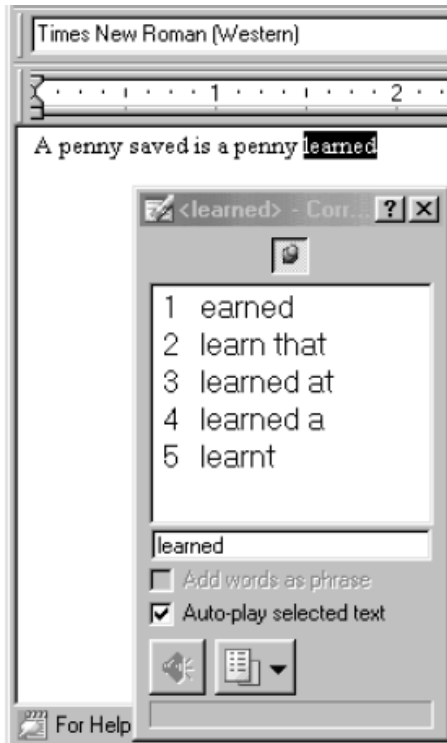 Times New Roman (Western)
1 2
A penny saved is a penny learned
<learned> - Corr...
1 earned
2 learn that
3 learned at
4 learned a
5 learnt
learned
Add words as phrase
Auto-play selected text
For Help